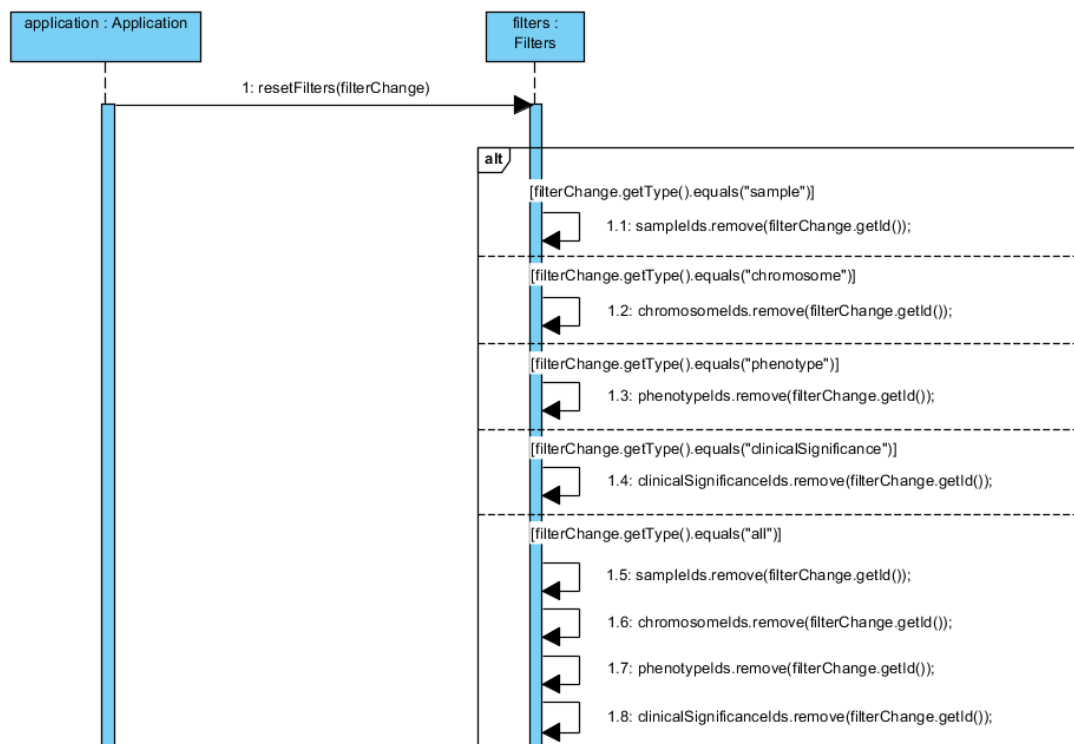 application : Application
filters :
Filters
1: resetFilters(filterChange)
alt
[filterChange.getType().equals("sample")]
1.1: sampleIds.remove(filterChange.getId());
[filterChange.getType().equals("chromosome")]
1.2: chromosomeIds.remove(filterChange.getId());
[filterChange.getType().equals("phenotype")]
1.3: phenotypeIds.remove(filterChange.getId());
[filterChange.getType().equals("clinicalSignificance")]
1.4: clinicalSignificanceIds.remove(filterChange.getId());
[filterChange.getType().equals("all")]
1.5: sampleIds.remove(filterChange.getId());
1.6: chromosomeIds.remove(filterChange.getId());
1.7: phenotypeIds.remove(filterChange.getId());
1.8: clinicalSignificanceIds.remove(filterChange.getId());